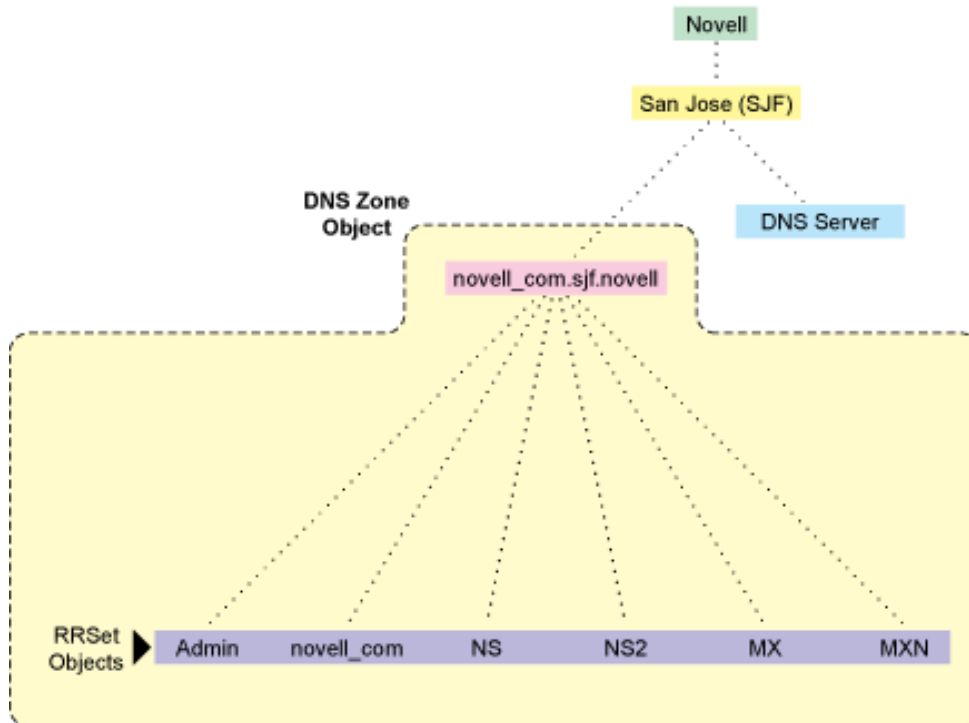 Novell
San Jose (SJF)
DNS Zone
Object
DNS Server
novell_com.sjf.novell
RRSet
Objects
Admin novell_com NS NS2 MX MXN